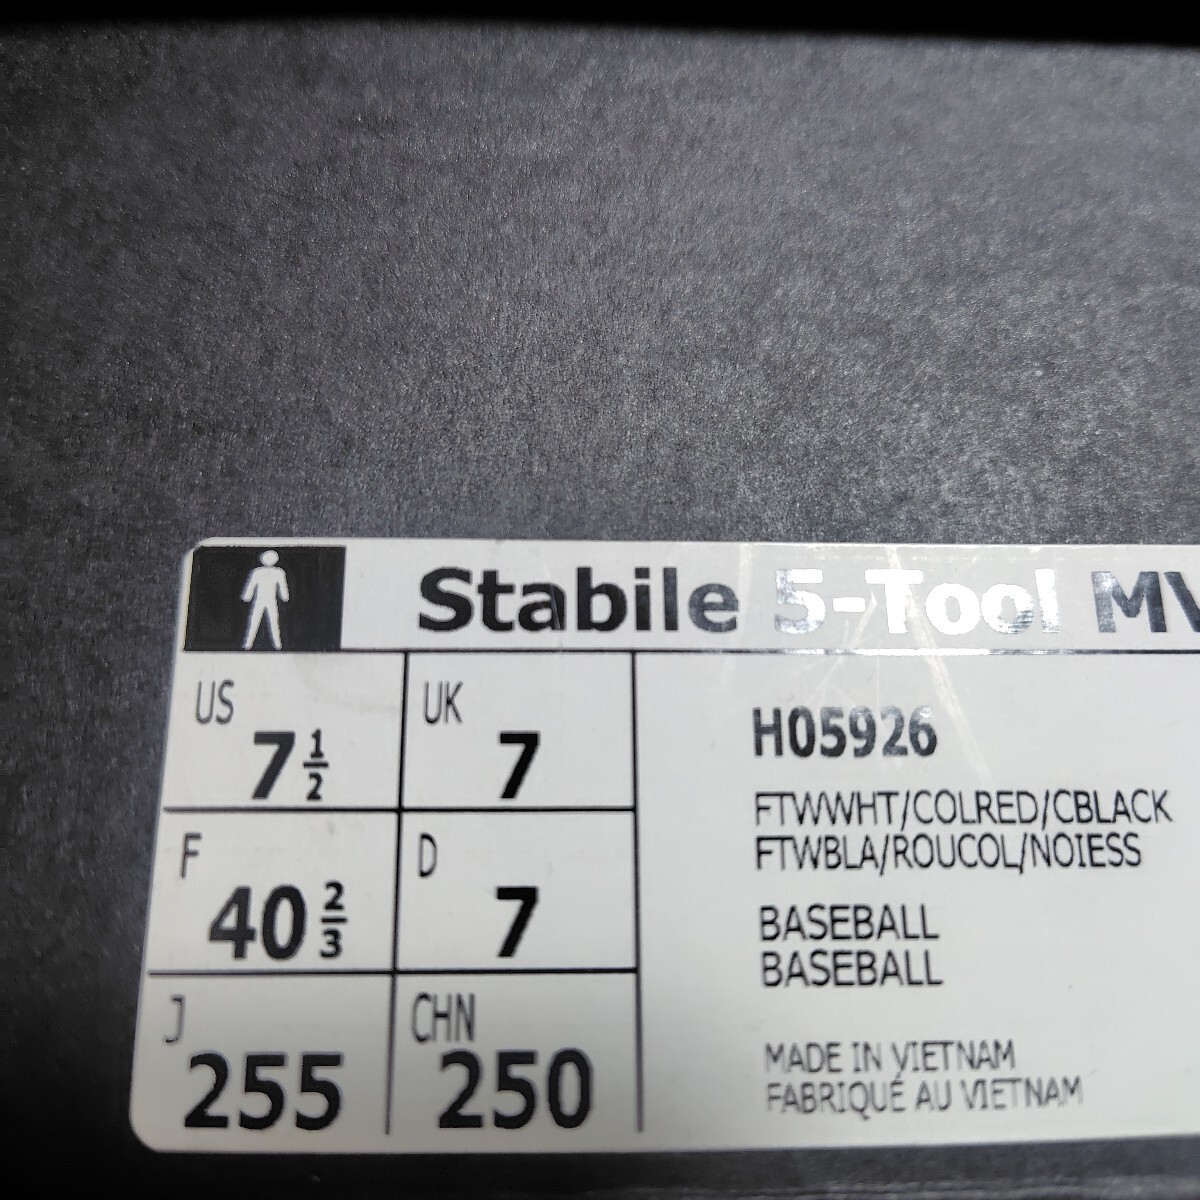 Stabile 5-Tool
US 7 1/2
UK 7
F 40 2/3
D 7
J 255
CHN 250
H05926
FTWWHT/COLRED/CBLACK
FTWBLA/ROUCOL/NOIESS
BASEBALL
BASEBALL
MADE IN VIETNAM
FABRIQUÉ AU VIETNAM